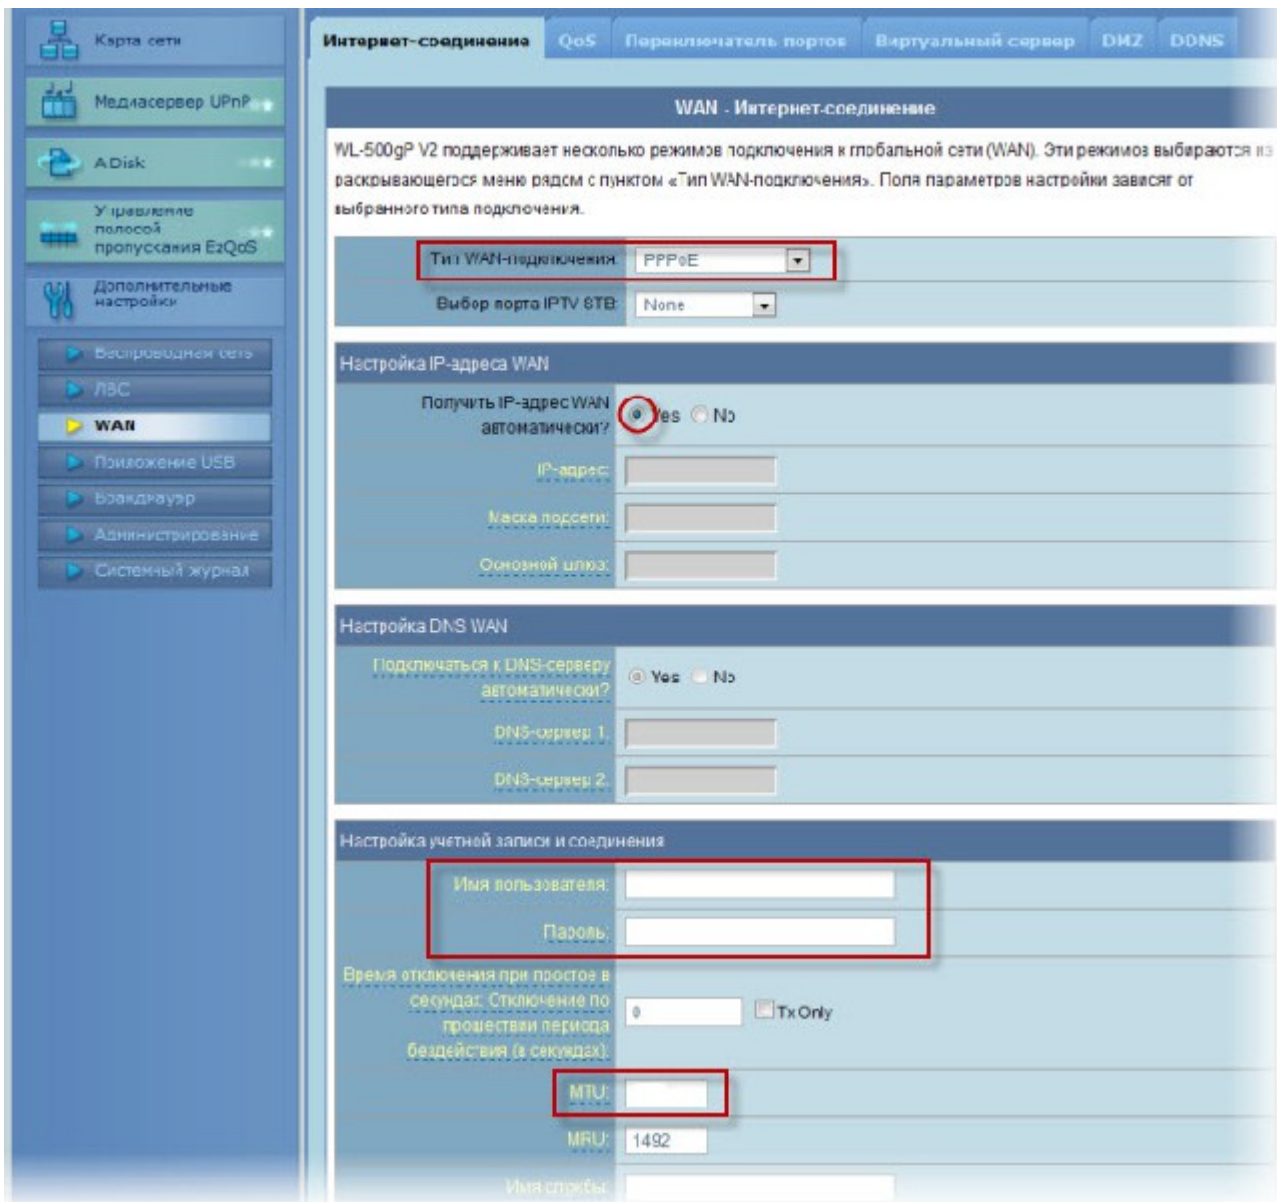 Карта сети
Медиасервер UPnP
ADisk
Управление
полосой
пропускания EzQoS
Дополнительные
настройки
Беспроводная сеть
ЛВС
WAN
Приложение USB
Брандмауэр
Администрирование
Системный журнал
Интернет-соединение QoS Переключатель портов Виртуальный сервер DMZ DDNS
WAN - Интернет-соединение
WL-500gP V2 поддерживает несколько режимов подключения к глобальной сети (WAN). Эти режимов выбираются из
раскрывающегося меню рядом с пунктом «Тип WAN-подключения». Поля параметров настройки зависят от
выбранного типа подключения.
Тип WAN-подключения: PPPoE
Выбор порта IPTV STB: None
Настройка IP-адреса WAN
Получить IP-адрес WAN
автоматически? Yes No
IP-адрес:
Маска подсети:
Основной шлюз:
Настройка DNS WAN
Подключаться к DNS-серверу
автоматически? Yes No
DNS-сервер 1:
DNS-сервер 2:
Настройка учетной записи и соединения
Имя пользователя:
Пароль:
Время отключения при простое в
секундах: Отключение по
прошествии периода
бездействия (в секундах): 0 Tx Only
MTU:
MRU: 1492
Имя службы: